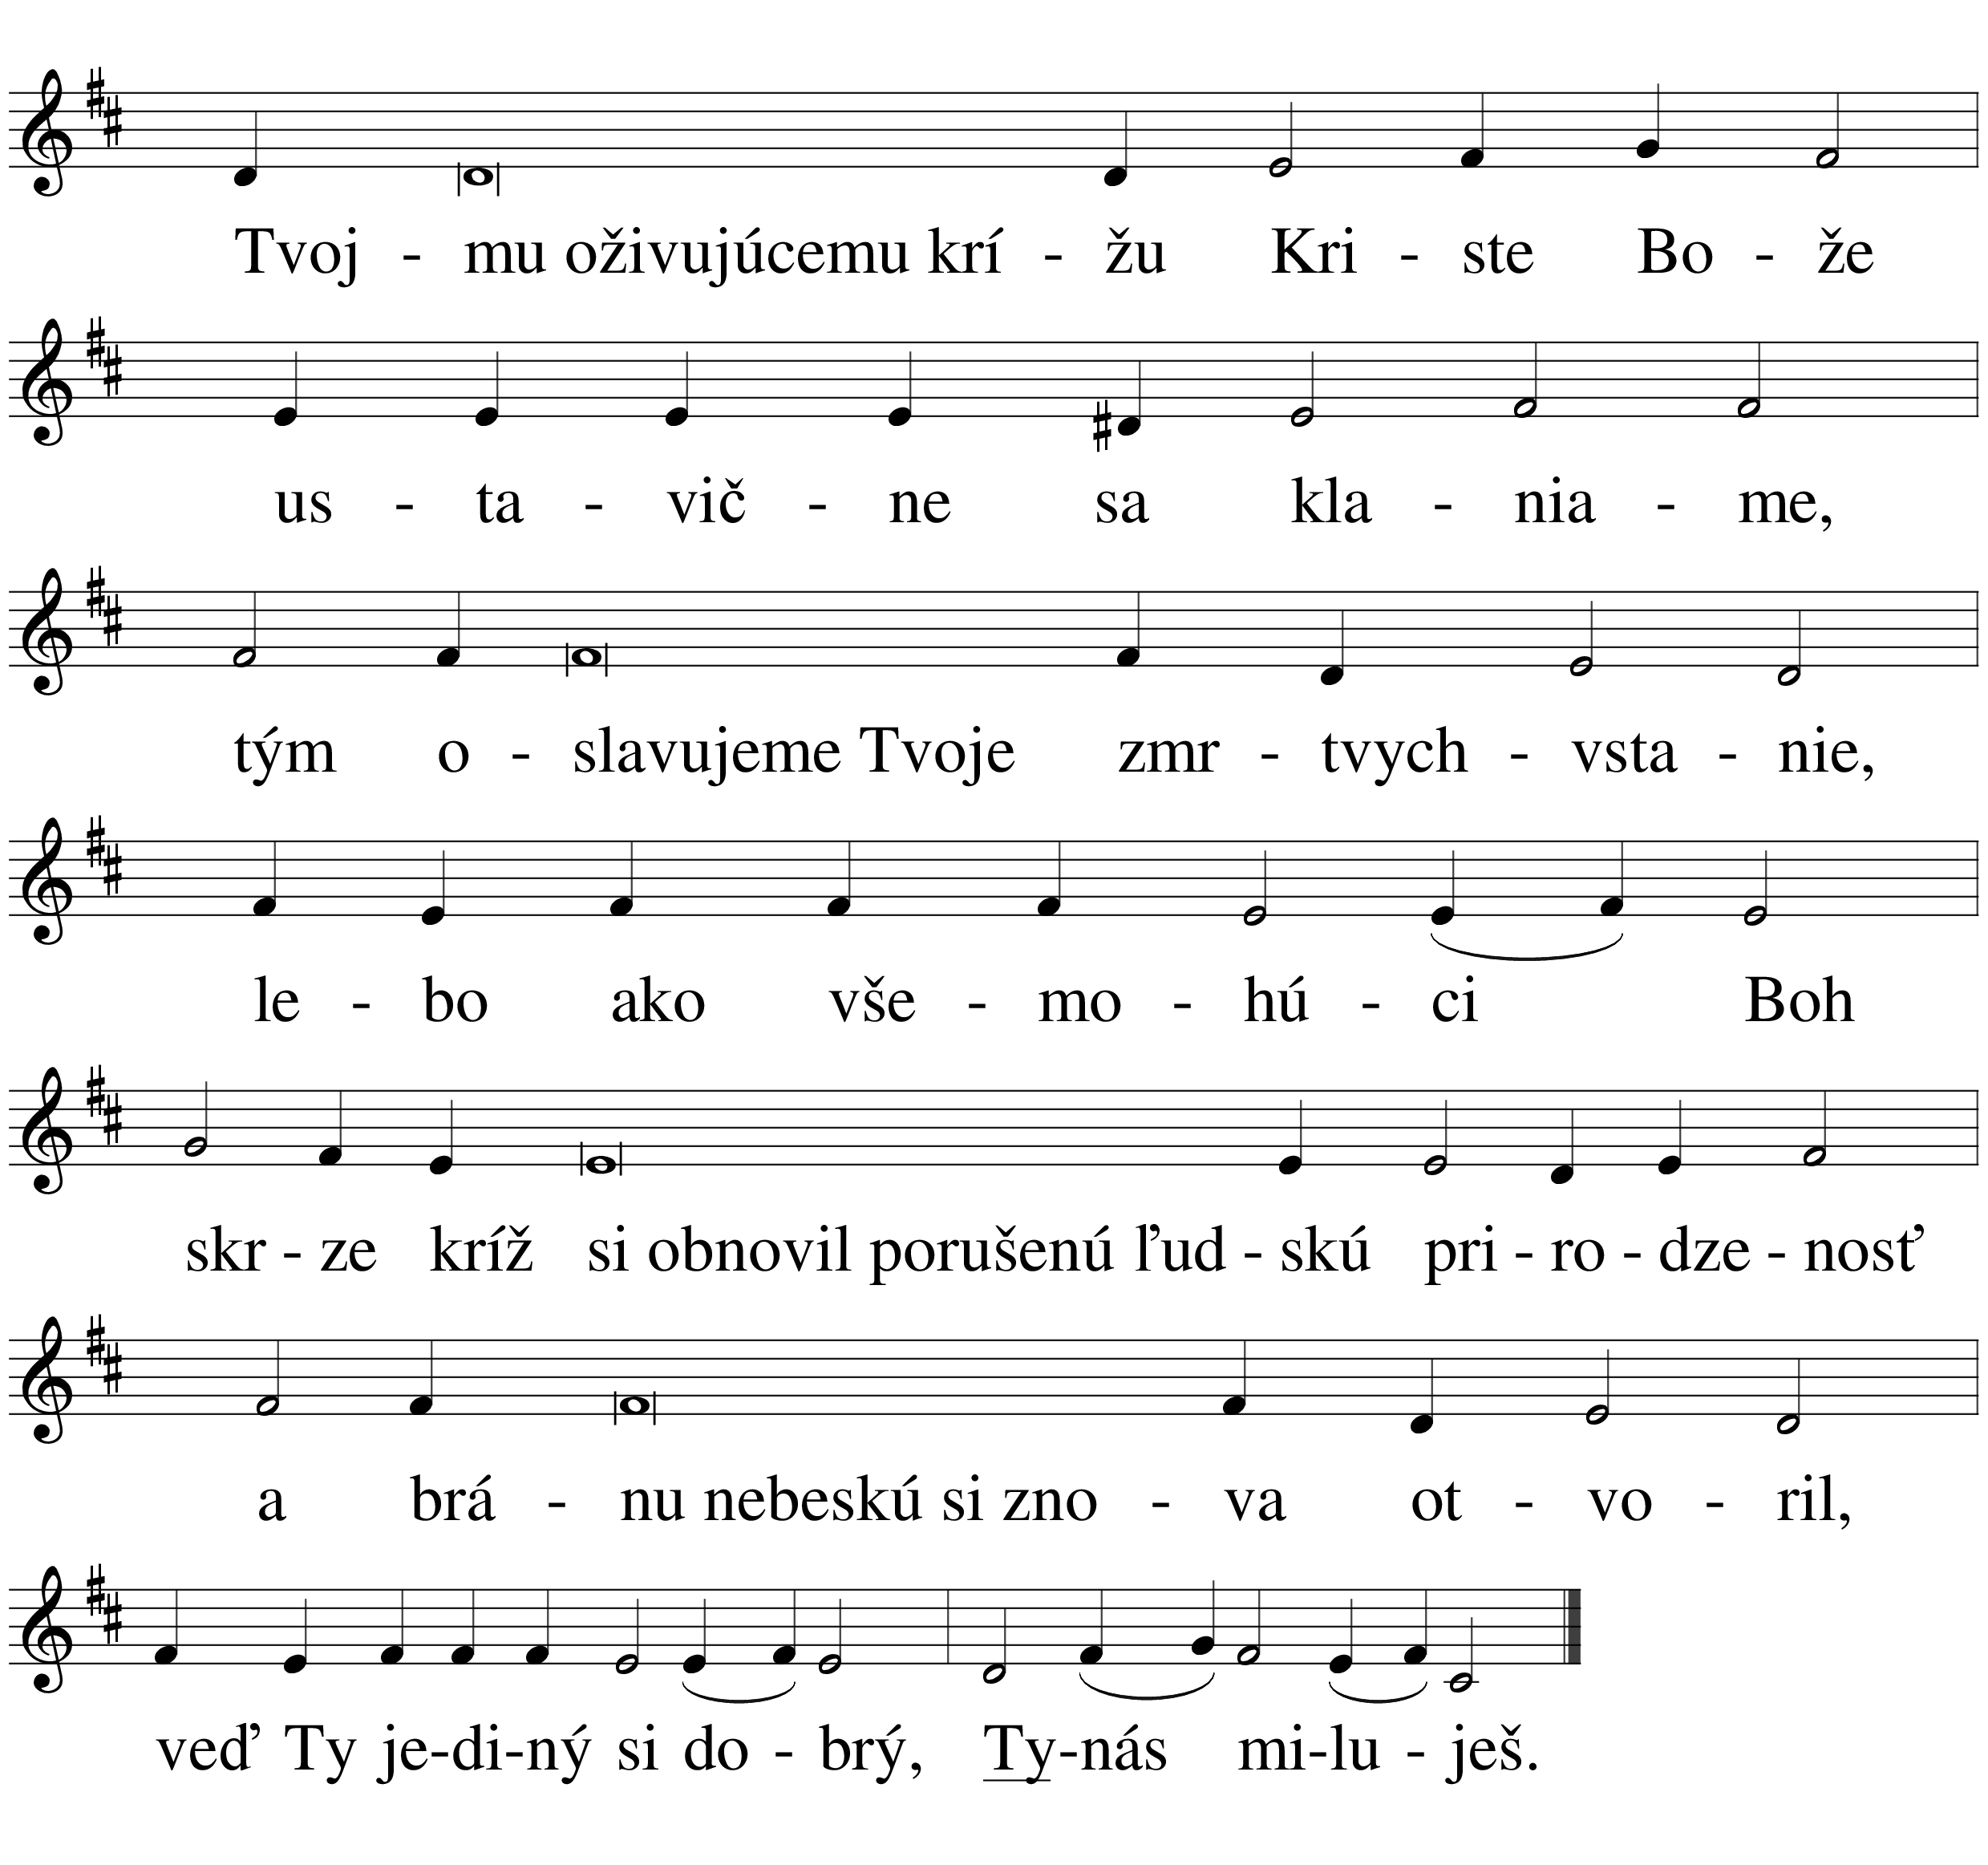 Tvoj - mu oživujúcemu krí - žu Kri - ste Bo - že
us - ta - vič - ne sa kla - nia - me,
tým o - slavujeme Tvoje zmr - tvych - vsta - nie,
le - bo ako vše - mo - hú - ci Boh
skr - ze kríž si obnovil porušenú ľud - skú pri - ro - dze - nosť
a brá - nu nebeskú si zno - va ot - vo - ril,
veď Ty je-di-ný si do - brý, Ty-nás mi-lu - ješ.